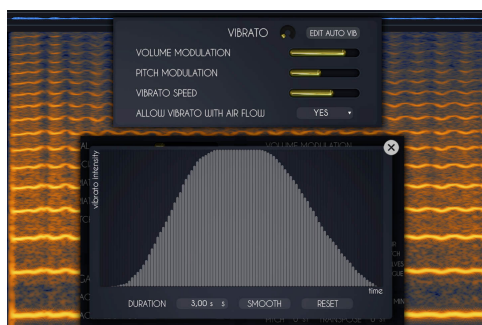 VIBRATO
EDIT AUTO VIB
VOLUME MODULATION
PITCH MODULATION
VIBRATO SPEED
ALLOW VIBRATO WITH AIR FLOW YES
VOLUME MODULATION
vibrato intensity
time
DURATION 3,00 s s SMOOTH RESET